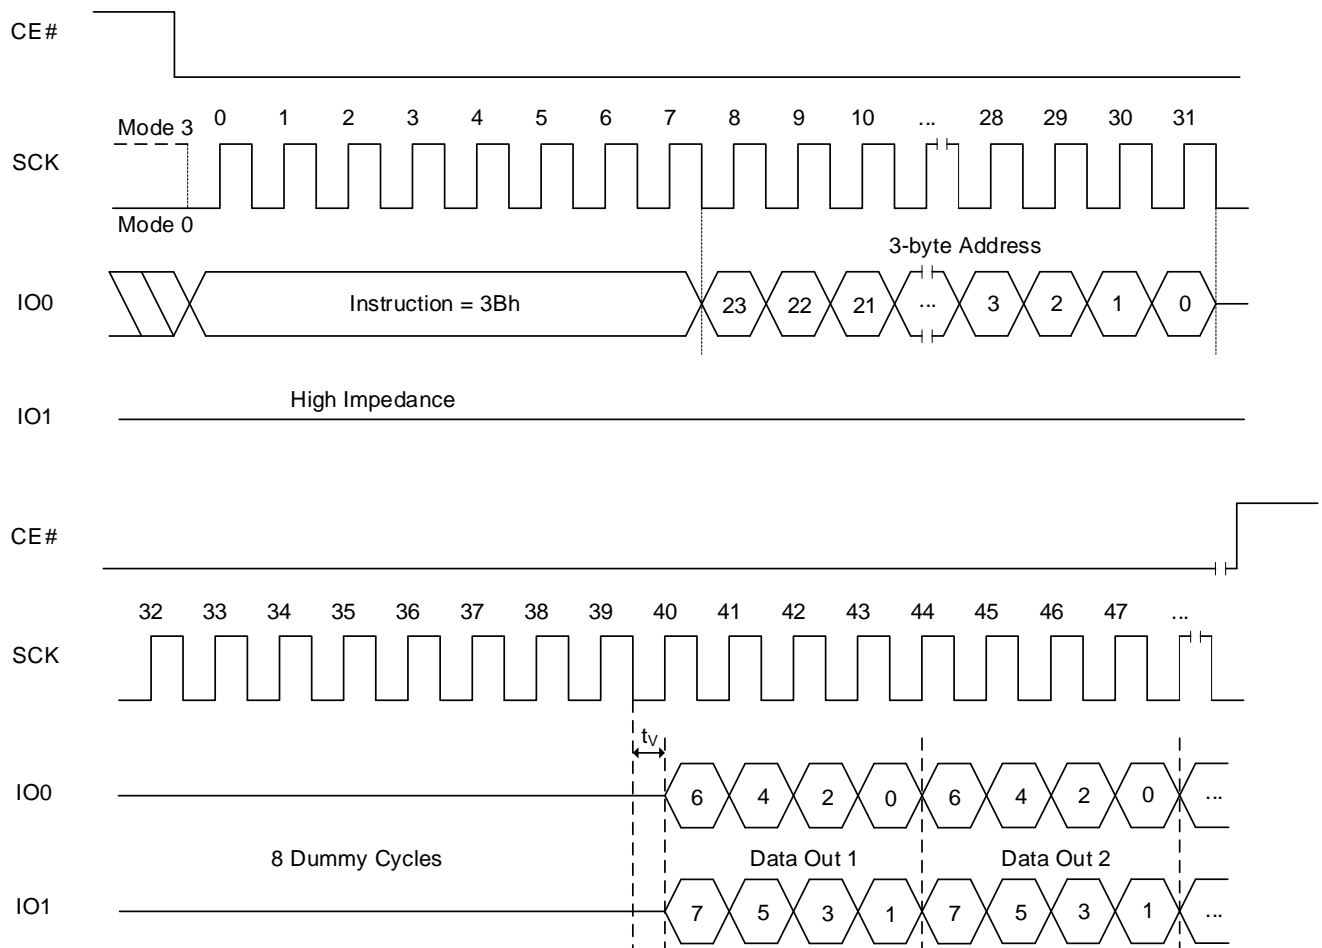 CE#
0 1 2 3 4 5 6 7 8 9 10 ... 28 29 30 31
Mode 3
SCK
Mode 0
3-byte Address
IO0 Instruction = 3Bh 23 22 21 ... 3 2 1 0
High Impedance
IO1
CE#
32 33 34 35 36 37 38 39 40 41 42 43 44 45 46 47 ...
SCK
tV
IO0 6 4 2 0 6 4 2 0 ...
8 Dummy Cycles Data Out 1 Data Out 2
IO1 7 5 3 1 7 5 3 1 ...